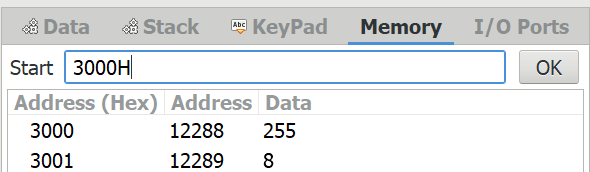 Data Stack KeyPad Memory I/O Ports
Start 3000H OK
Address (Hex) Address Data
3000 12288 255
3001 12289 8